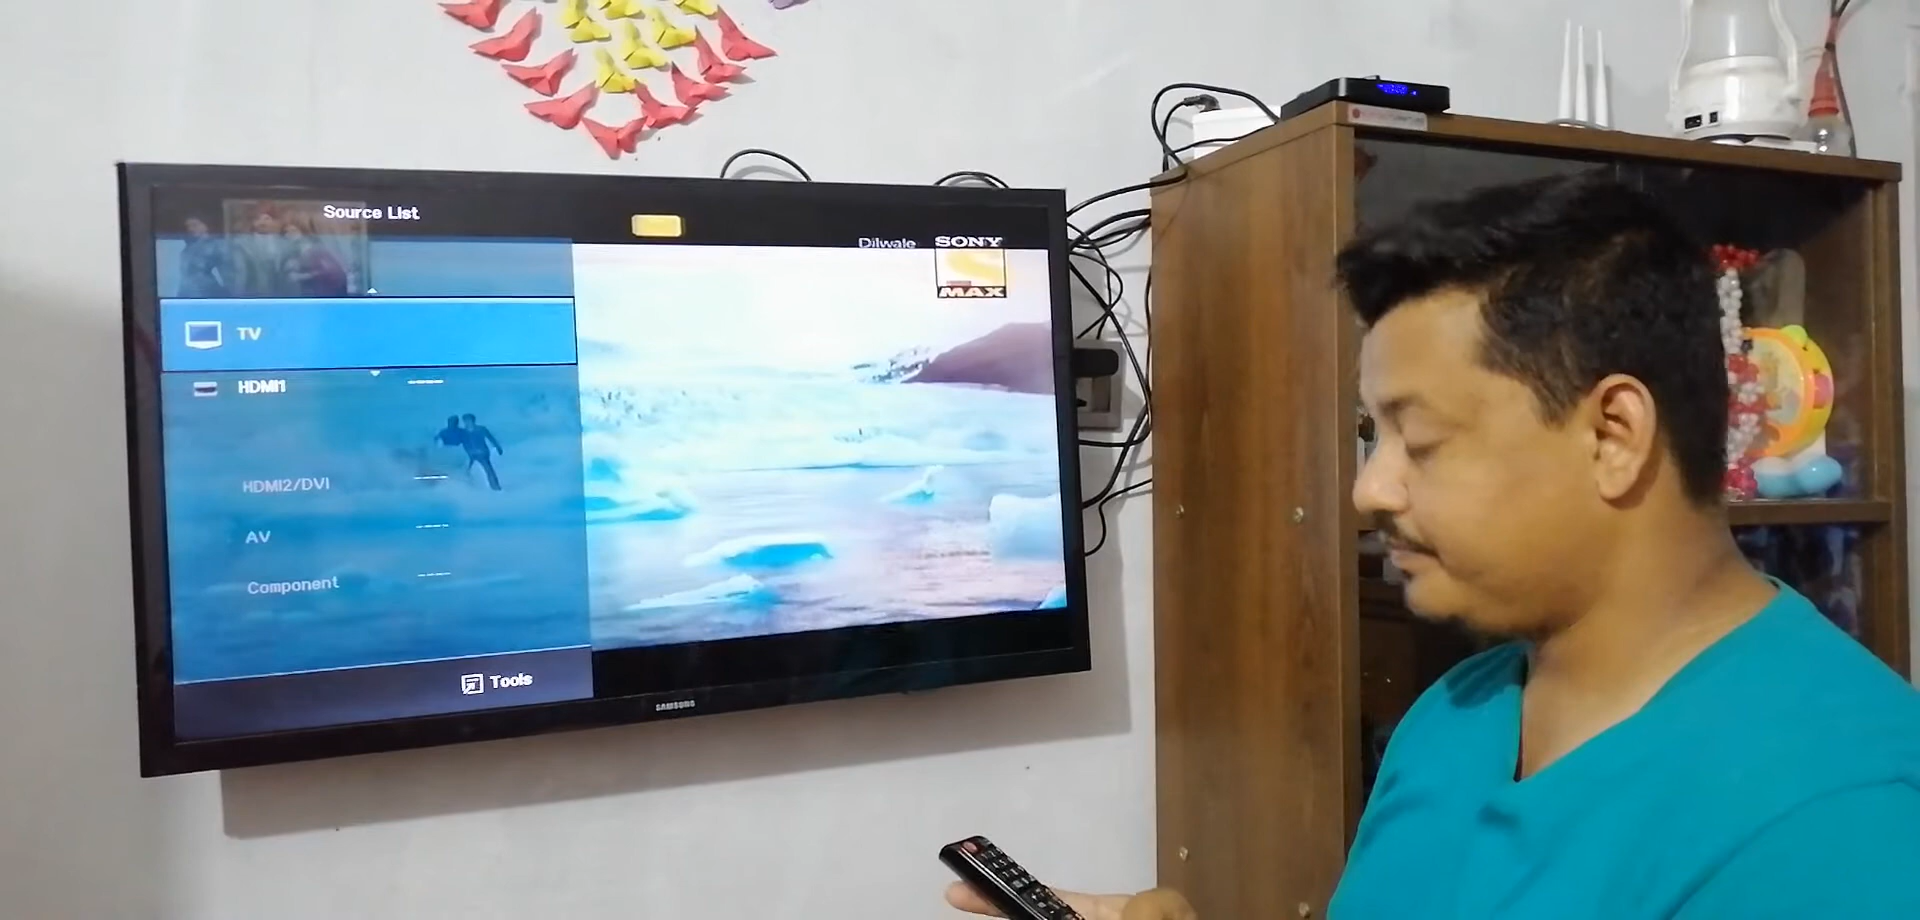 Source List
Dilwale
SONY
MAX
TV
HDMI1
HDMI2/DVI
AV
Component
Tools
SAMSUNG